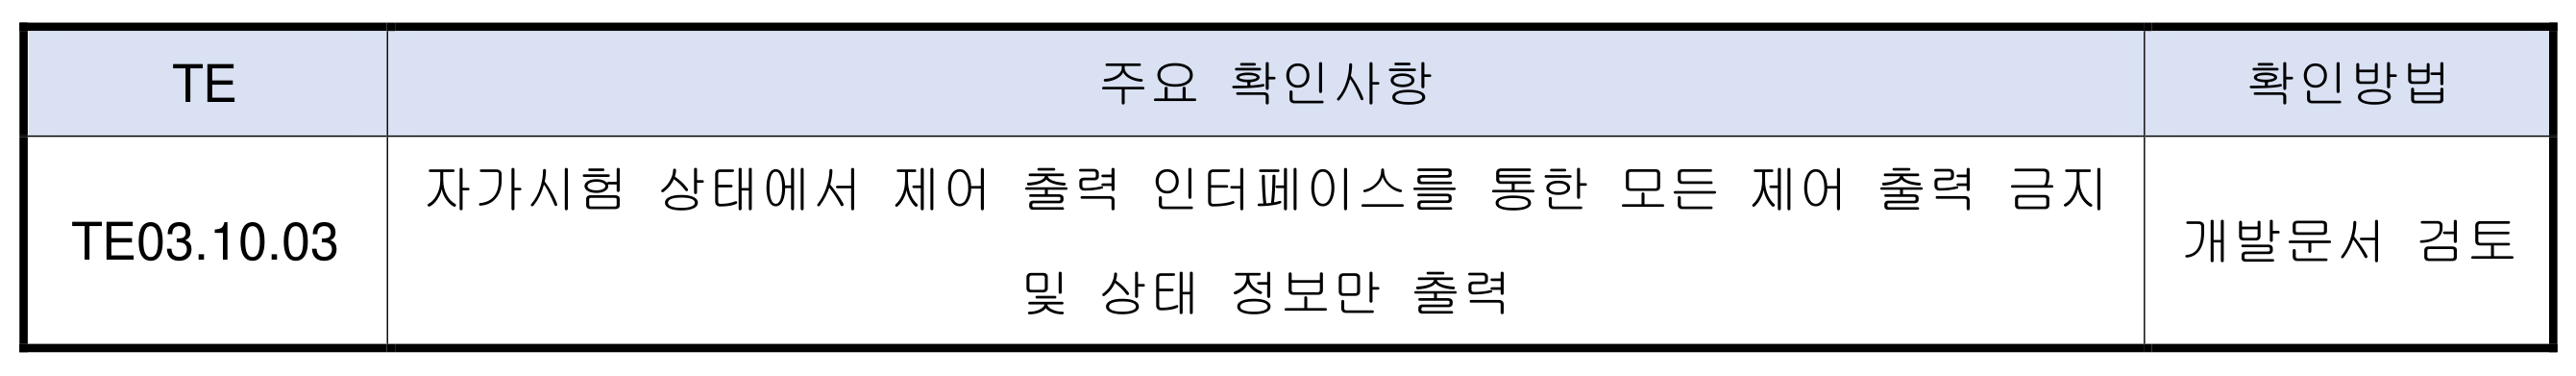 TE 주요 확인사항 확인방법
자가시험 상태에서 제어 출력 인터페이스를 통한 모든 제어 출력 금지
TE03.10.03 개발문서 검토
및 상태 정보만 출력